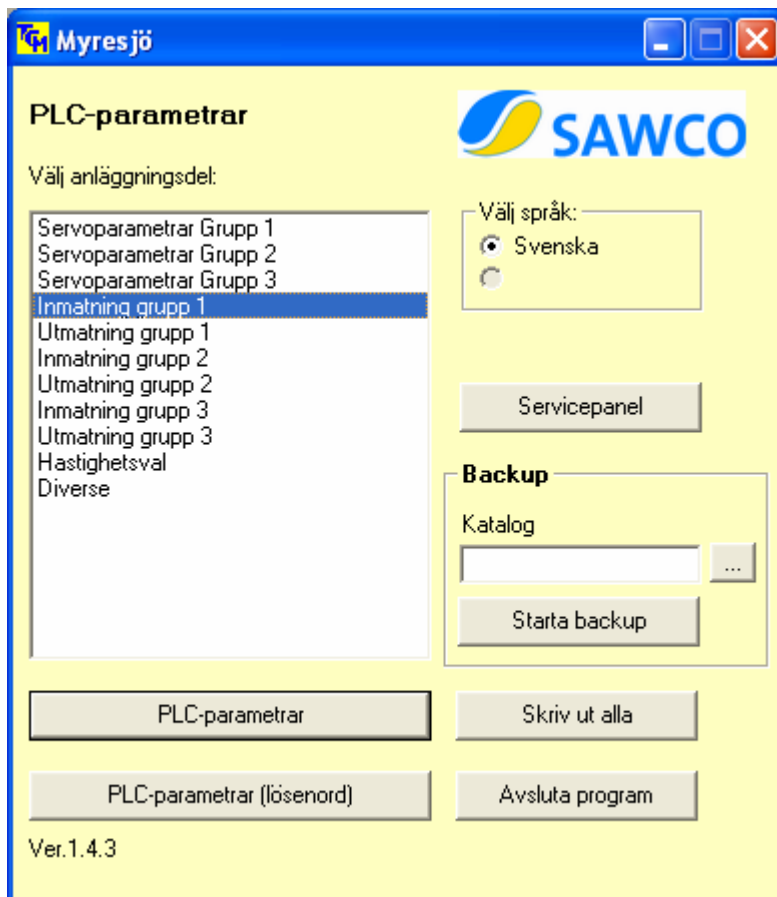 TCM Myresjö
PLC-parametrar
SAWCO
Välj anläggningsdel:
Servoparametrar Grupp 1
Servoparametrar Grupp 2
Servoparametrar Grupp 3
Inmatning grupp 1
Utmatning grupp 1
Inmatning grupp 2
Utmatning grupp 2
Inmatning grupp 3
Utmatning grupp 3
Hastighetsval
Diverse
Välj språk:
Svenska
Servicepanel
Backup
Katalog
...
Starta backup
PLC-parametrar
Skriv ut alla
PLC-parametrar (lösenord)
Avsluta program
Ver.1.4.3